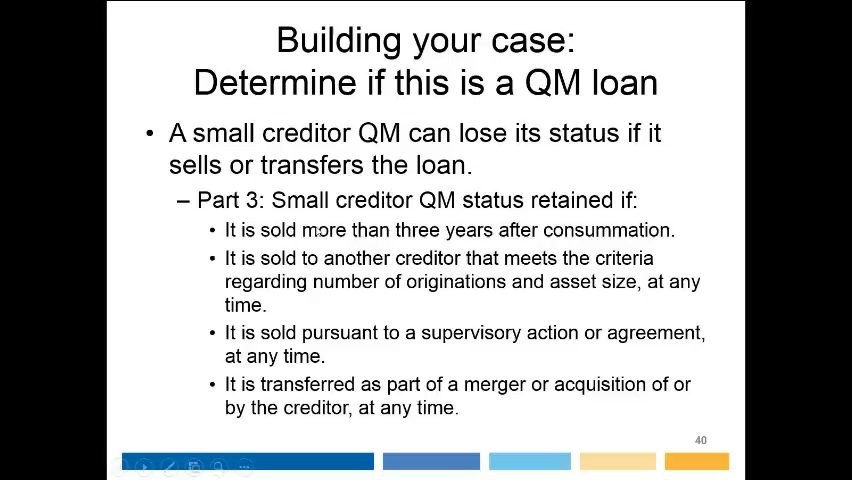 Building your case:
Determine if this is a QM loan
• A small creditor QM can lose its status if it
sells or transfers the loan.
– Part 3: Small creditor QM status retained if:
• It is sold more than three years after consummation.
• It is sold to another creditor that meets the criteria
regarding number of originations and asset size, at any
time.
• It is sold pursuant to a supervisory action or agreement,
at any time.
• It is transferred as part of a merger or acquisition of or
by the creditor, at any time.
40